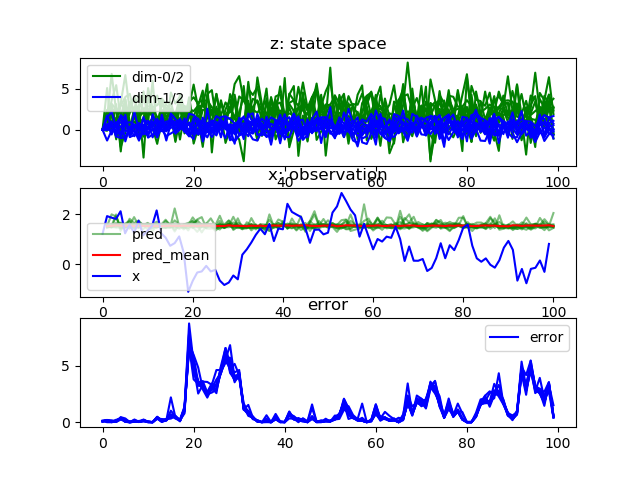 z: state space
dim-0/2
dim-1/2
5
0
0 20 40 60 80 100
x: observation
2
0
pred
pred_mean
x
0 20 40 60 80 100
error
error
5
0
0 20 40 60 80 100